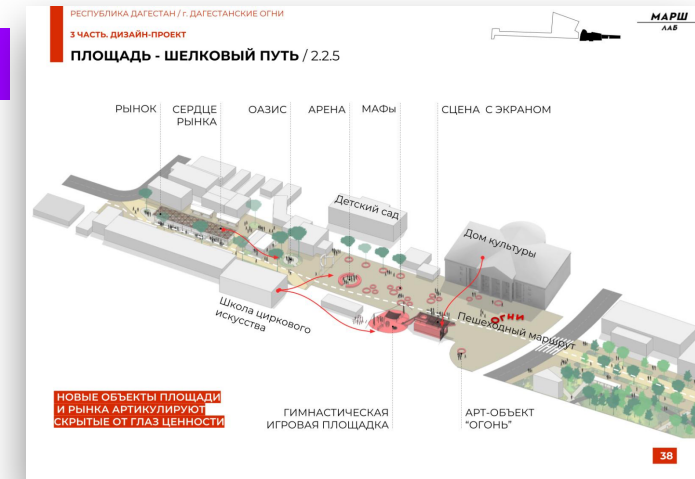 РЕСПУБЛИКА ДАГЕСТАН / г. ДАГЕСТАНСКИЕ ОГНИ
МАРШ
ЛАБ
3 ЧАСТЬ. ДИЗАЙН-ПРОЕКТ
ПЛОЩАДЬ - ШЕЛКОВЫЙ ПУТЬ / 2.2.5
РЫНОК
СЕРДЦЕ
РЫНКА
ОАЗИС
АРЕНА
МАФы
СЦЕНА С ЭКРАНОМ
Детский сад
Дом культуры
Школа циркового
искусства
огни
Пешеходный маршрут
НОВЫЕ ОБЪЕКТЫ ПЛОЩАДИ
И РЫНКА АРТИКУЛИРУЮТ
СКРЫТЫЕ ОТ ГЛАЗ ЦЕННОСТИ
ГИМНАСТИЧЕСКАЯ
ИГРОВАЯ ПЛОЩАДКА
АРТ-ОБЪЕКТ
“ОГОНЬ”
38